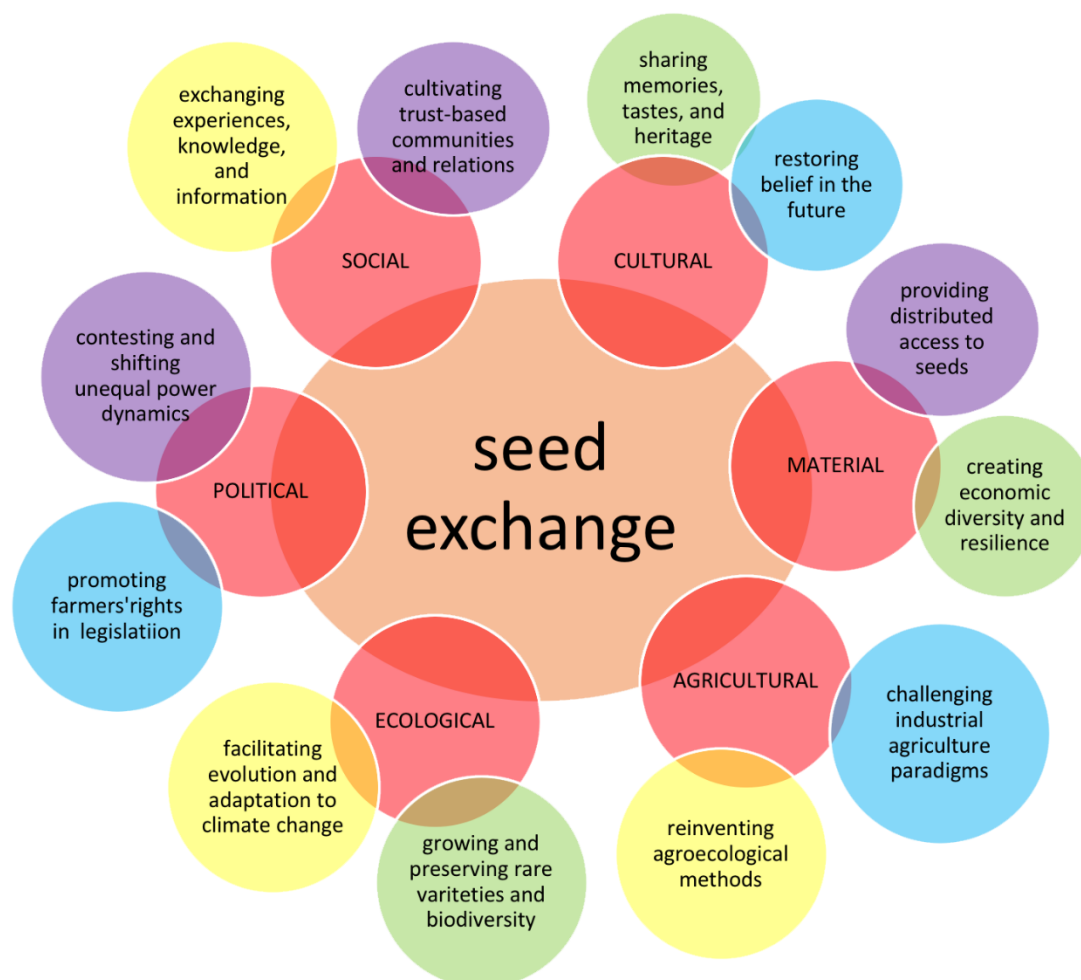 seed
exchange
SOCIAL
exchanging
experiences,
knowledge,
and
information
cultivating
trust-based
communities
and relations
CULTURAL
sharing
memories,
tastes, and
heritage
restoring
belief in the
future
MATERIAL
providing
distributed
access to
seeds
creating
economic
diversity and
resilience
AGRICULTURAL
challenging
industrial
agriculture
paradigms
reinventing
agroecological
methods
ECOLOGICAL
growing and
preserving rare
variteties and
biodiversity
facilitating
evolution and
adaptation to
climate change
POLITICAL
promoting
farmers'rights
in legislatiion
contesting and
shifting
unequal power
dynamics